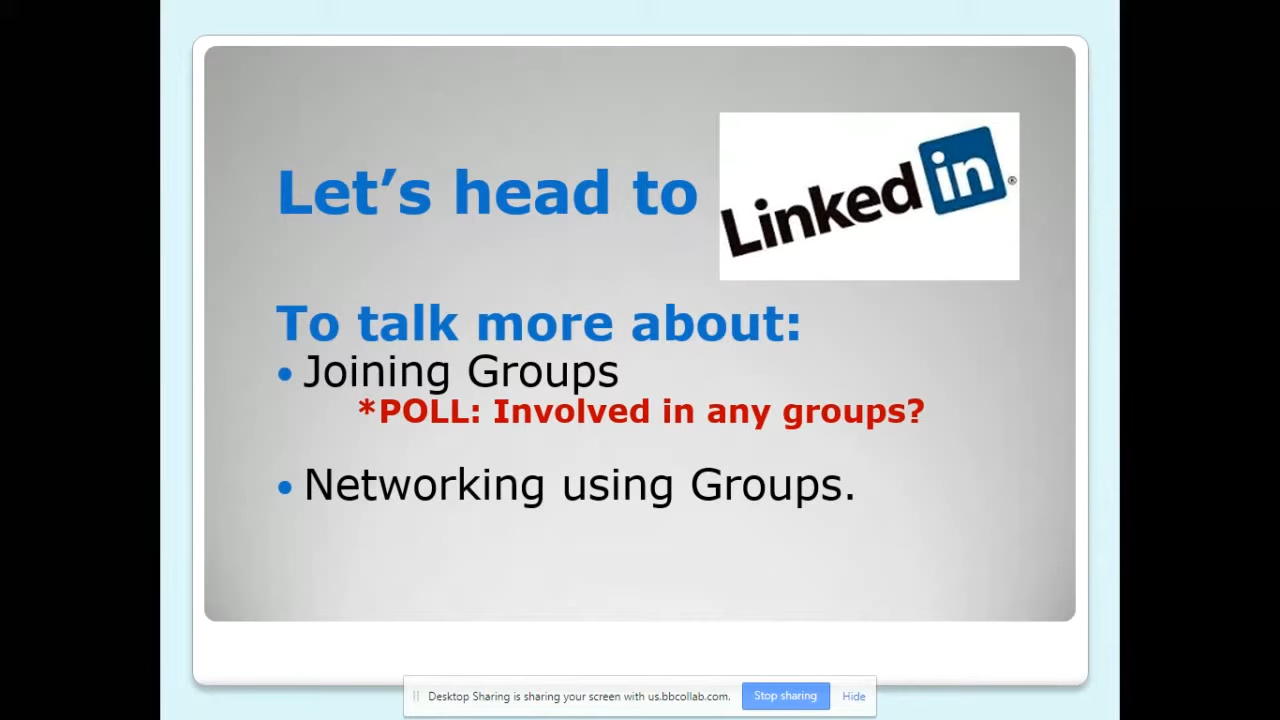 Let's head to
Linkedin®
To talk more about:
• Joining Groups
*POLL: Involved in any groups?
• Networking using Groups.
Desktop Sharing is sharing your screen with us.bbcollab.com. Stop sharing Hide